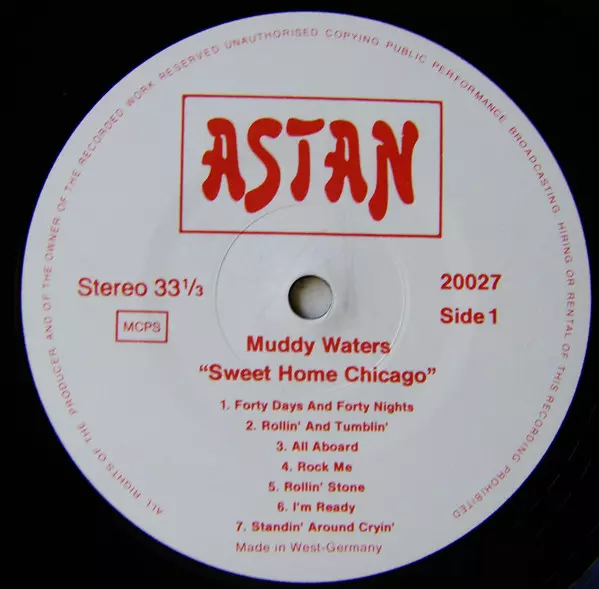 ALL RIGHTS OF THE PRODUCER AND OF THE OWNER OF THE RECORDED WORK RESERVED UNAUTHORISED COPYING PUBLIC PERFORMANCE BROADCASTING, HIRING OR RENTAL OF THIS RECORDING PROHIBITED
ASTAN
Stereo 33 1/3
20027
MCPS
Side 1
Muddy Waters
“Sweet Home Chicago”
1. Forty Days And Forty Nights
2. Rollin' And Tumblin'
3. All Aboard
4. Rock Me
5. Rollin' Stone
6. I'm Ready
7. Standin' Around Cryin'
Made in West-Germany